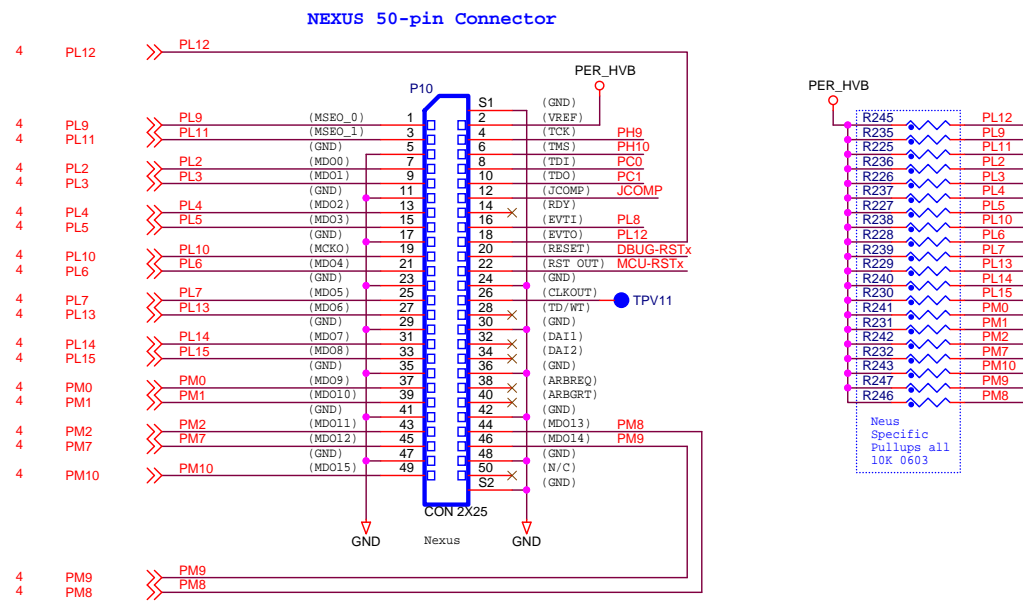 NEXUS 50-pin Connector
4 PL12 PL12
PER_HVB
PER_HVB
P10
S1 (GND)
4 PL9 PL9 (MSEO_0) 1 2 (VREF)
4 PL11 PL11 (MSEO_1) 3 4 (TCK) PH9
(GND) 5 6 (TMS) PH10
4 PL2 PL2 (MDO0) 7 8 (TDI) PC0
4 PL3 PL3 (MDO1) 9 10 (TDO) PC1
(GND) 11 12 (JCOMP) JCOMP
4 PL4 PL4 (MDO2) 13 14 (RDY)
4 PL5 PL5 (MDO3) 15 16 (EVTI) PL8
(GND) 17 18 (EVTO) PL12
4 PL10 PL10 (MCKO) 19 20 (RESET) DBUG-RSTx
4 PL6 PL6 (MDO4) 21 22 (RST OUT) MCU-RSTx
(GND) 23 24 (GND)
4 PL7 PL7 (MDO5) 25 26 (CLKOUT) TPV11
4 PL13 PL13 (MDO6) 27 28 (TD/WT)
(GND) 29 30 (GND)
4 PL14 PL14 (MDO7) 31 32 (DAI1)
4 PL15 PL15 (MDO8) 33 34 (DAI2)
(GND) 35 36 (GND)
4 PM0 PM0 (MDO9) 37 38 (ARBREQ)
4 PM1 PM1 (MDO10) 39 40 (ARBGRT)
(GND) 41 42 (GND)
4 PM2 PM2 (MDO11) 43 44 (MDO13) PM8
4 PM7 PM7 (MDO12) 45 46 (MDO14) PM9
(GND) 47 48 (GND)
4 PM10 PM10 (MDO15) 49 50 (N/C)
S2 (GND)
CON 2X25
GND Nexus GND
4 PM9 PM9
4 PM8 PM8
R245 PL12
R235 PL9
R225 PL11
R236 PL2
R226 PL3
R237 PL4
R227 PL5
R238 PL10
R228 PL6
R239 PL7
R229 PL13
R240 PL14
R230 PL15
R241 PM0
R231 PM1
R242 PM2
R232 PM7
R243 PM10
R247 PM9
R246 PM8
Neus
Specific
Pullups all
10K 0603